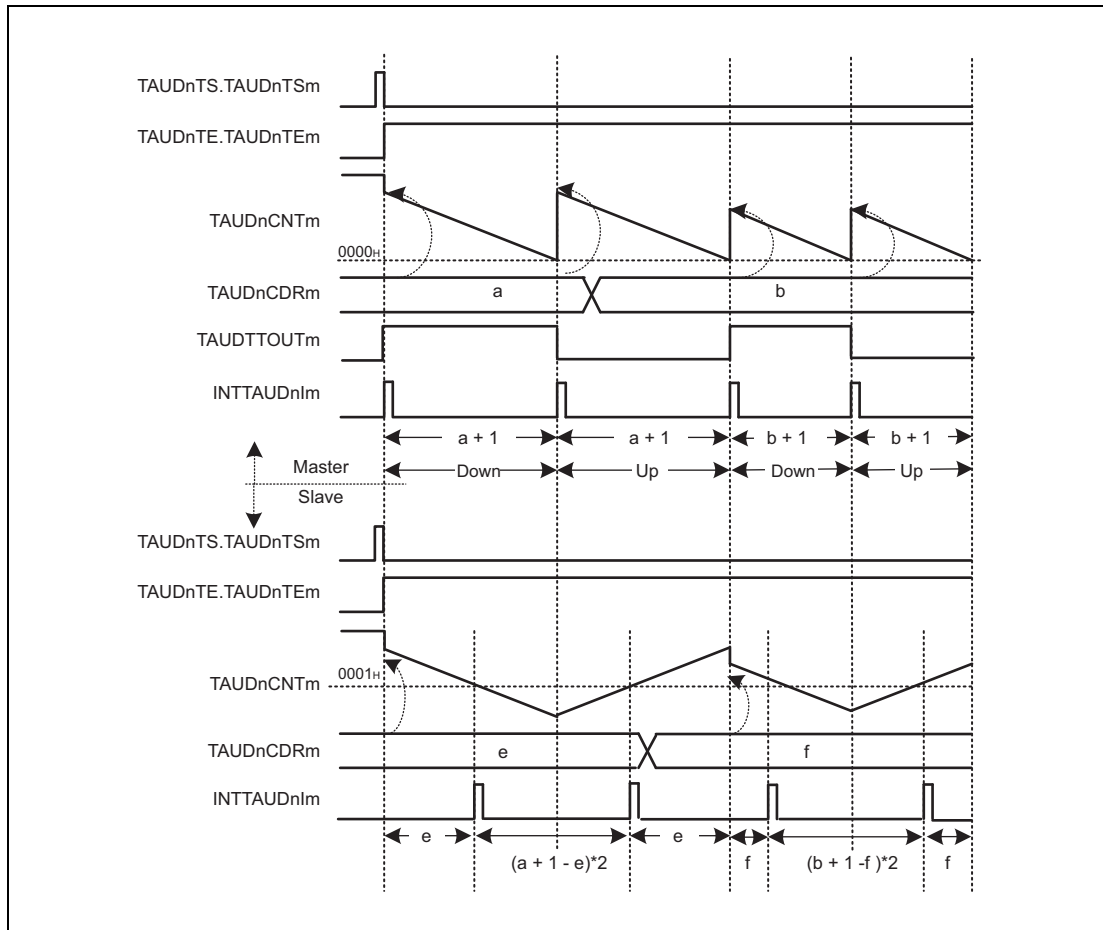 TAUDnTS.TAUDnTSm
TAUDnTE.TAUDnTEm
TAUDnCNTm
0000H
TAUDnCDRm
a
b
TAUDTTOUTm
INTTAUDnIm
a + 1
a + 1
b + 1
b + 1
Master
Down
Up
Down
Up
Slave
TAUDnTS.TAUDnTSm
TAUDnTE.TAUDnTEm
0001H
TAUDnCNTm
TAUDnCDRm
e
f
INTTAUDnIm
e
(a + 1 - e)*2
e
f
(b + 1 -f )*2
f